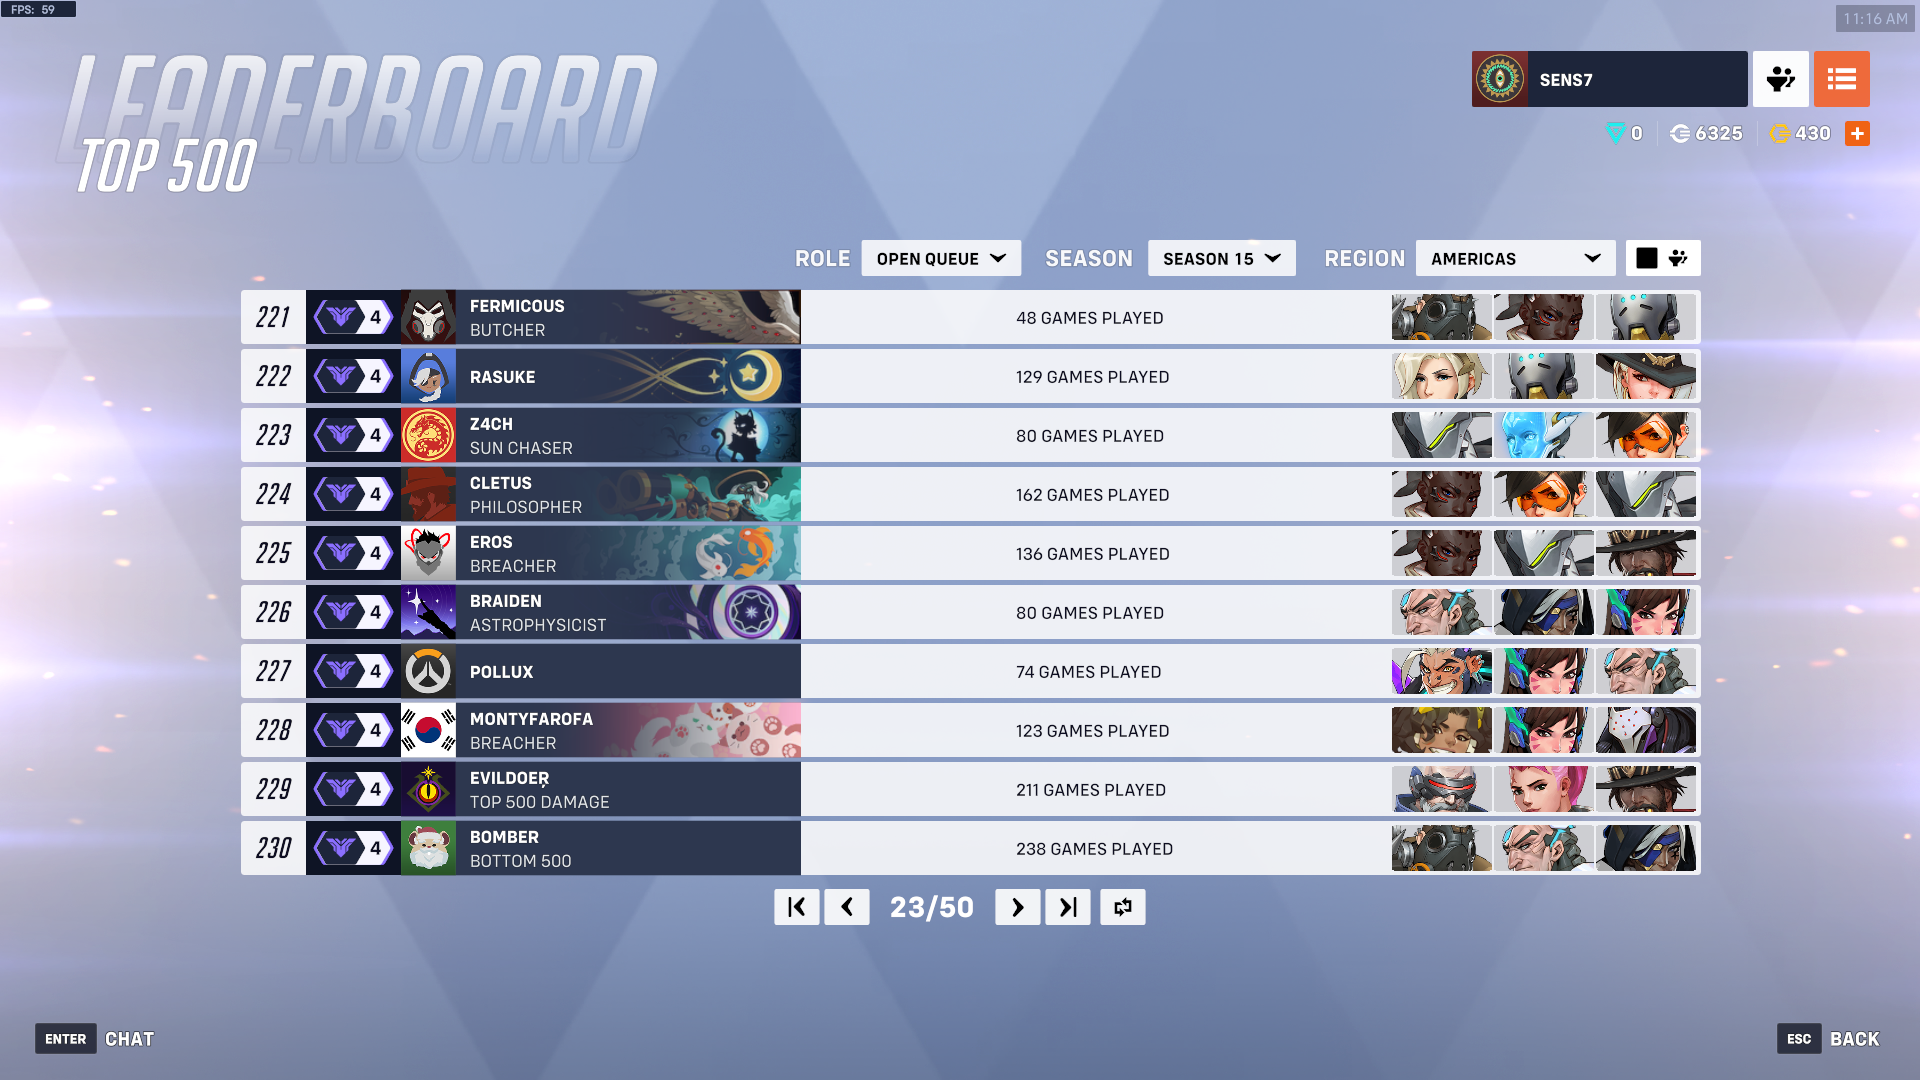 FPS: 59
11:16 AM
LEADERBOARD
TOP 500
SENS7
0 6325 430
ROLE OPEN QUEUE SEASON SEASON 15 REGION AMERICAS
221 4 FERMICOUS 48 GAMES PLAYED
BUTCHER
222 4 RASUKE 129 GAMES PLAYED
223 4 Z4CH 80 GAMES PLAYED
SUN CHASER
224 4 CLETUS 162 GAMES PLAYED
PHILOSOPHER
225 4 EROS 136 GAMES PLAYED
BREACHER
226 4 BRAIDEN 80 GAMES PLAYED
ASTROPHYSICIST
227 4 POLLUX 74 GAMES PLAYED
228 4 MONTYFAROFA 123 GAMES PLAYED
BREACHER
229 4 EVILDOER 211 GAMES PLAYED
TOP 500 DAMAGE
230 4 BOMBER 238 GAMES PLAYED
BOTTOM 500
23/50
ENTER CHAT
ESC BACK